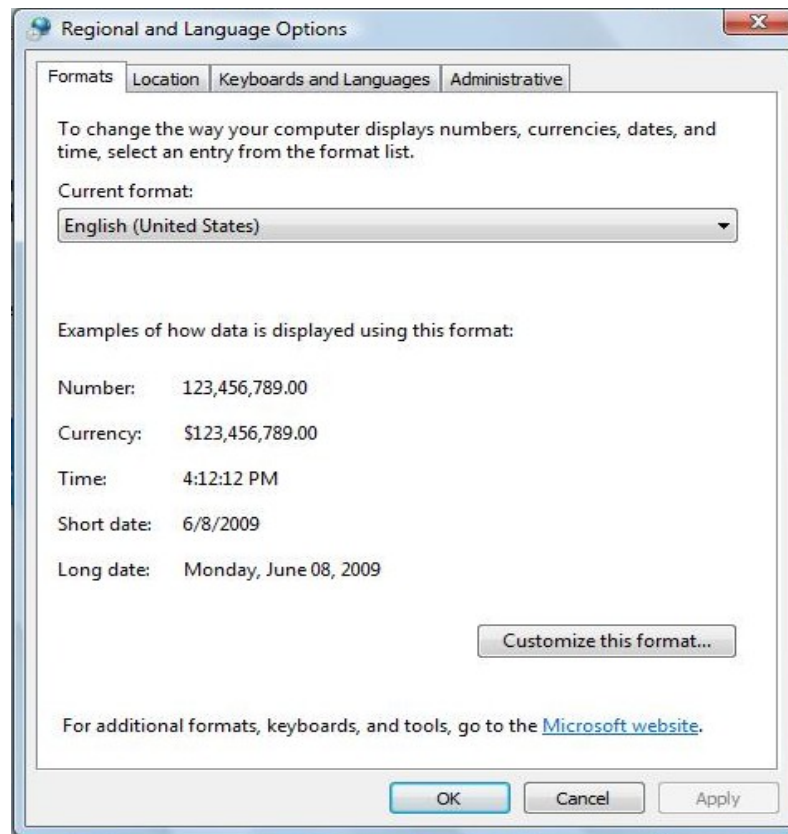 Regional and Language Options
Formats Location Keyboards and Languages Administrative
To change the way your computer displays numbers, currencies, dates, and
time, select an entry from the format list.
Current format:
English (United States)
Examples of how data is displayed using this format:
Number: 123,456,789.00
Currency: $123,456,789.00
Time: 4:12:12 PM
Short date: 6/8/2009
Long date: Monday, June 08, 2009
Customize this format...
For additional formats, keyboards, and tools, go to the Microsoft website.
OK Cancel Apply